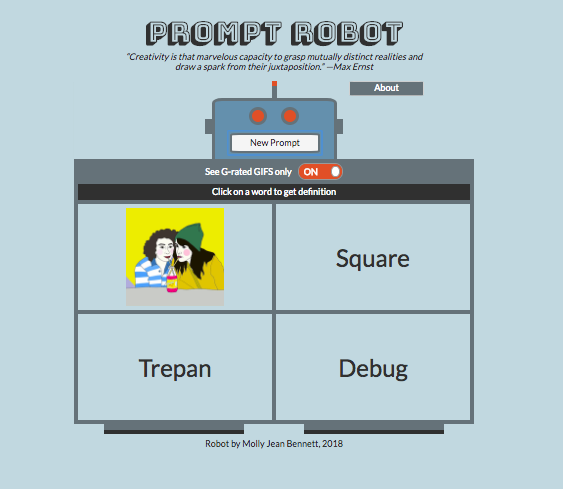 PROMPT ROBOT
"Creativity is that marvelous capacity to grasp mutually distinct realities and
draw a spark from their juxtaposition." —Max Ernst
About
New Prompt
See G-rated GIFS only ON
Click on a word to get definition
Square
Trepan
Debug
Robot by Molly Jean Bennett, 2018